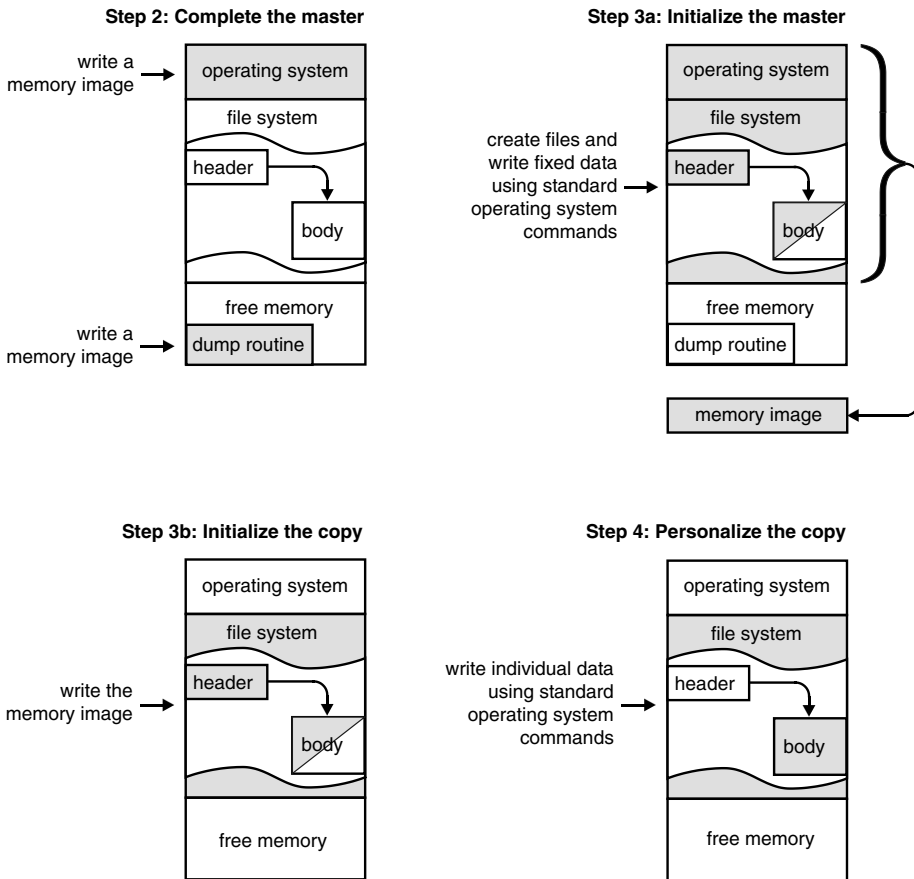 Step 2: Complete the master
write a
memory image
operating system
file system
header
body
free memory
write a
memory image
dump routine
Step 3a: Initialize the master
operating system
file system
create files and
write fixed data
using standard
operating system
commands
header
body
free memory
dump routine
memory image
Step 3b: Initialize the copy
operating system
file system
write the
memory image
header
body
free memory
Step 4: Personalize the copy
operating system
file system
write individual data
using standard
operating system
commands
header
body
free memory